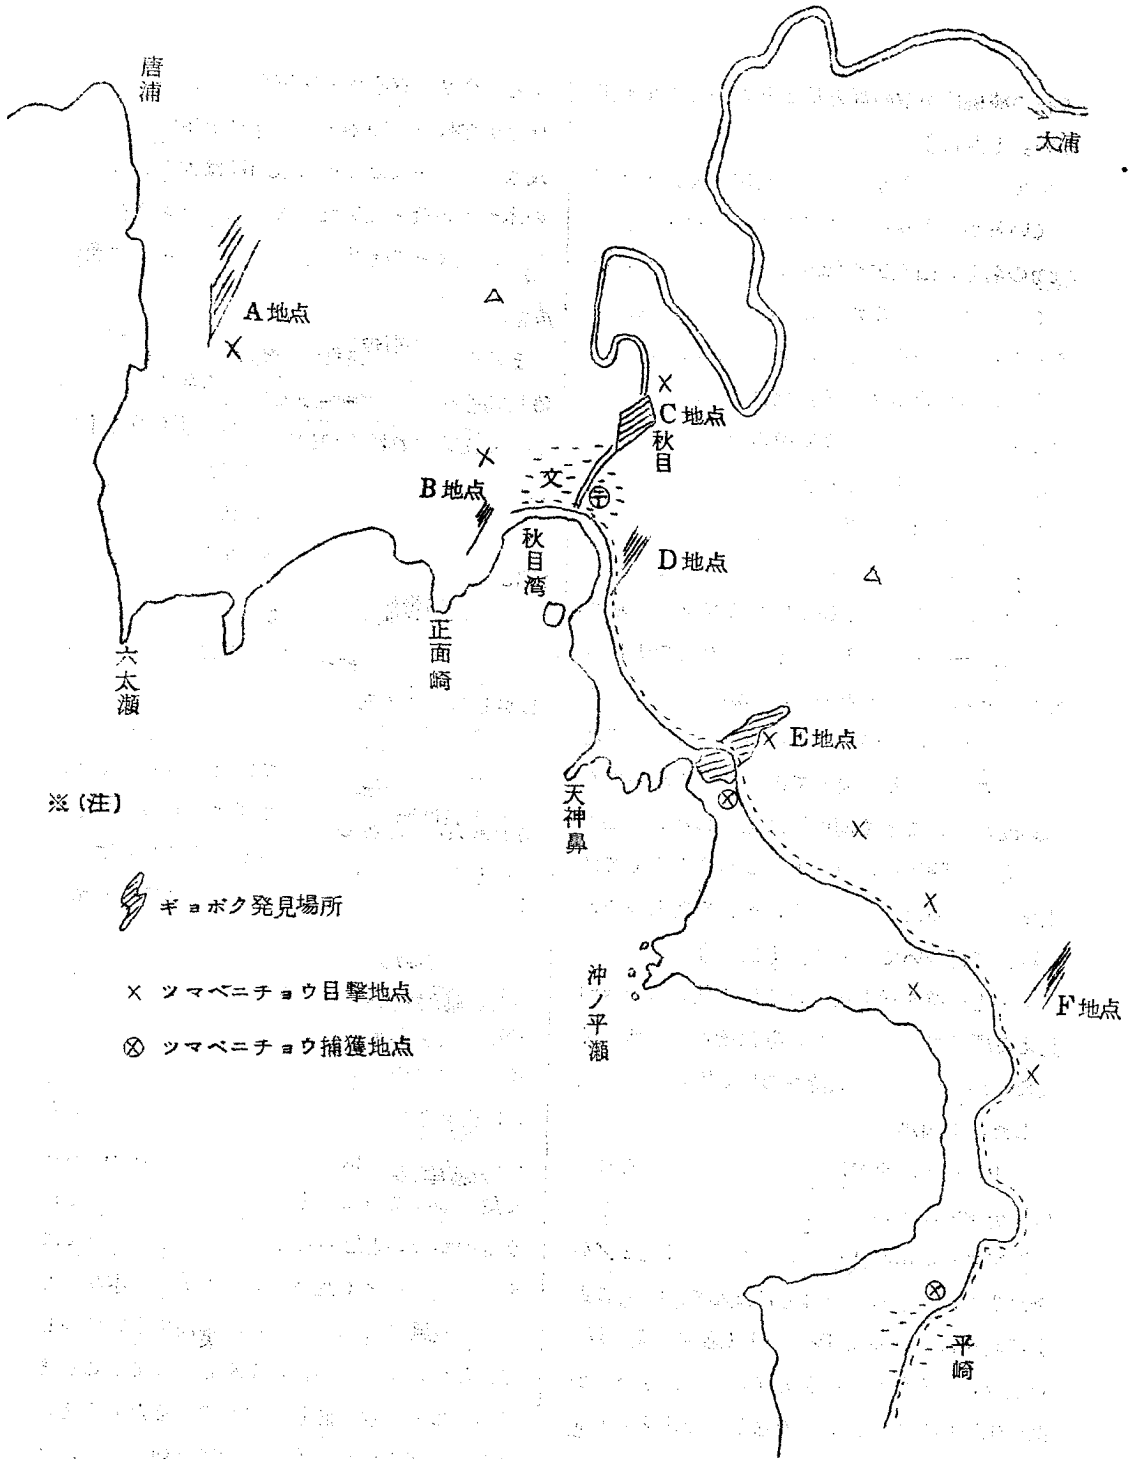 唐浦
大浦
A地点
C地点
秋目
文
B地点
〒
秋目湾
D地点
正面崎
六太瀬
E地点
天神鼻
※(注)
ギョボク発見場所
× ツマベニチョウ目撃地点
⊗ ツマベニチョウ捕獲地点
沖ノ平瀬
F地点
平崎